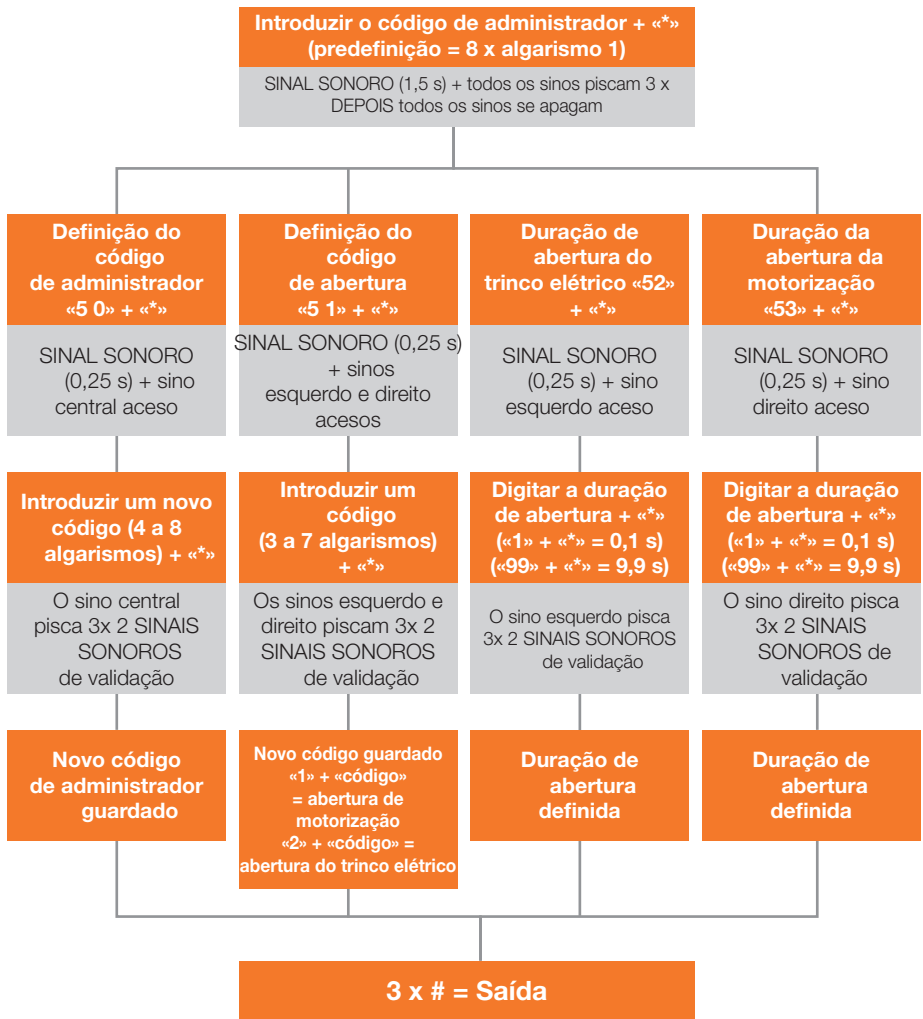 Introduzir o código de administrador + «*»
(predefinição = 8 x algarismo 1)
SINAL SONORO (1,5 s) + todos os sinos piscam 3 x
DEPOIS todos os sinos se apagam
Definição do
código
de administrador
«5 0» + «*»
SINAL SONORO
(0,25 s) + sino
central aceso
Introduzir um novo
código (4 a 8
algarismos) + «*»
O sino central
pisca 3x 2 SINAIS
SONOROS
de validação
Novo código
de administrador
guardado
Definição do
código
de abertura
«5 1» + «*»
SINAL SONORO (0,25 s)
+ sinos
esquerdo e direito
acesos
Introduzir um
código
(3 a 7 algarismos)
+ «*»
Os sinos esquerdo e
direito piscam 3x 2
SINAIS SONOROS
de validação
Novo código guardado
«1» + «código»
= abertura de
motorização
«2» + «código» =
abertura do trinco elétrico
Duração de
abertura do
trinco elétrico «52»
+ «*»
SINAL SONORO
(0,25 s) + sino
esquerdo aceso
Digitar a duração
de abertura + «*»
(«1» + «*» = 0,1 s)
(«99» + «*» = 9,9 s)
O sino esquerdo pisca
3x 2 SINAIS SONOROS
de validação
Duração de
abertura
definida
Duração da
abertura da
motorização
«53» + «*»
SINAL SONORO
(0,25 s) + sino
direito aceso
Digitar a duração
de abertura + «*»
(«1» + «*» = 0,1 s)
(«99» + «*» = 9,9 s)
O sino direito pisca
3x 2 SINAIS
SONOROS de
validação
Duração de
abertura
definida
3 x # = Saída